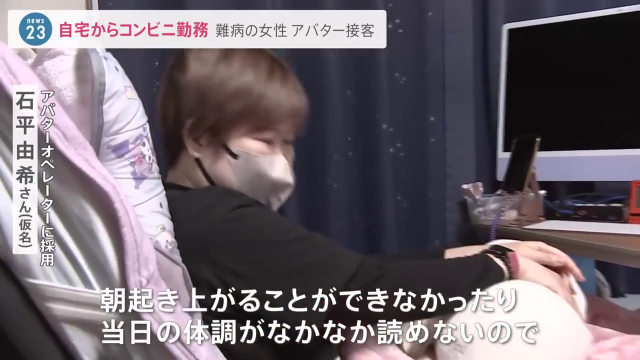 news
23
自宅からコンビニ勤務 難病の女性 アバター接客
アバターオペレーターに採用
石平由希さん(仮名)
朝起き上がることができなかったり
当日の体調がなかなか読めないので